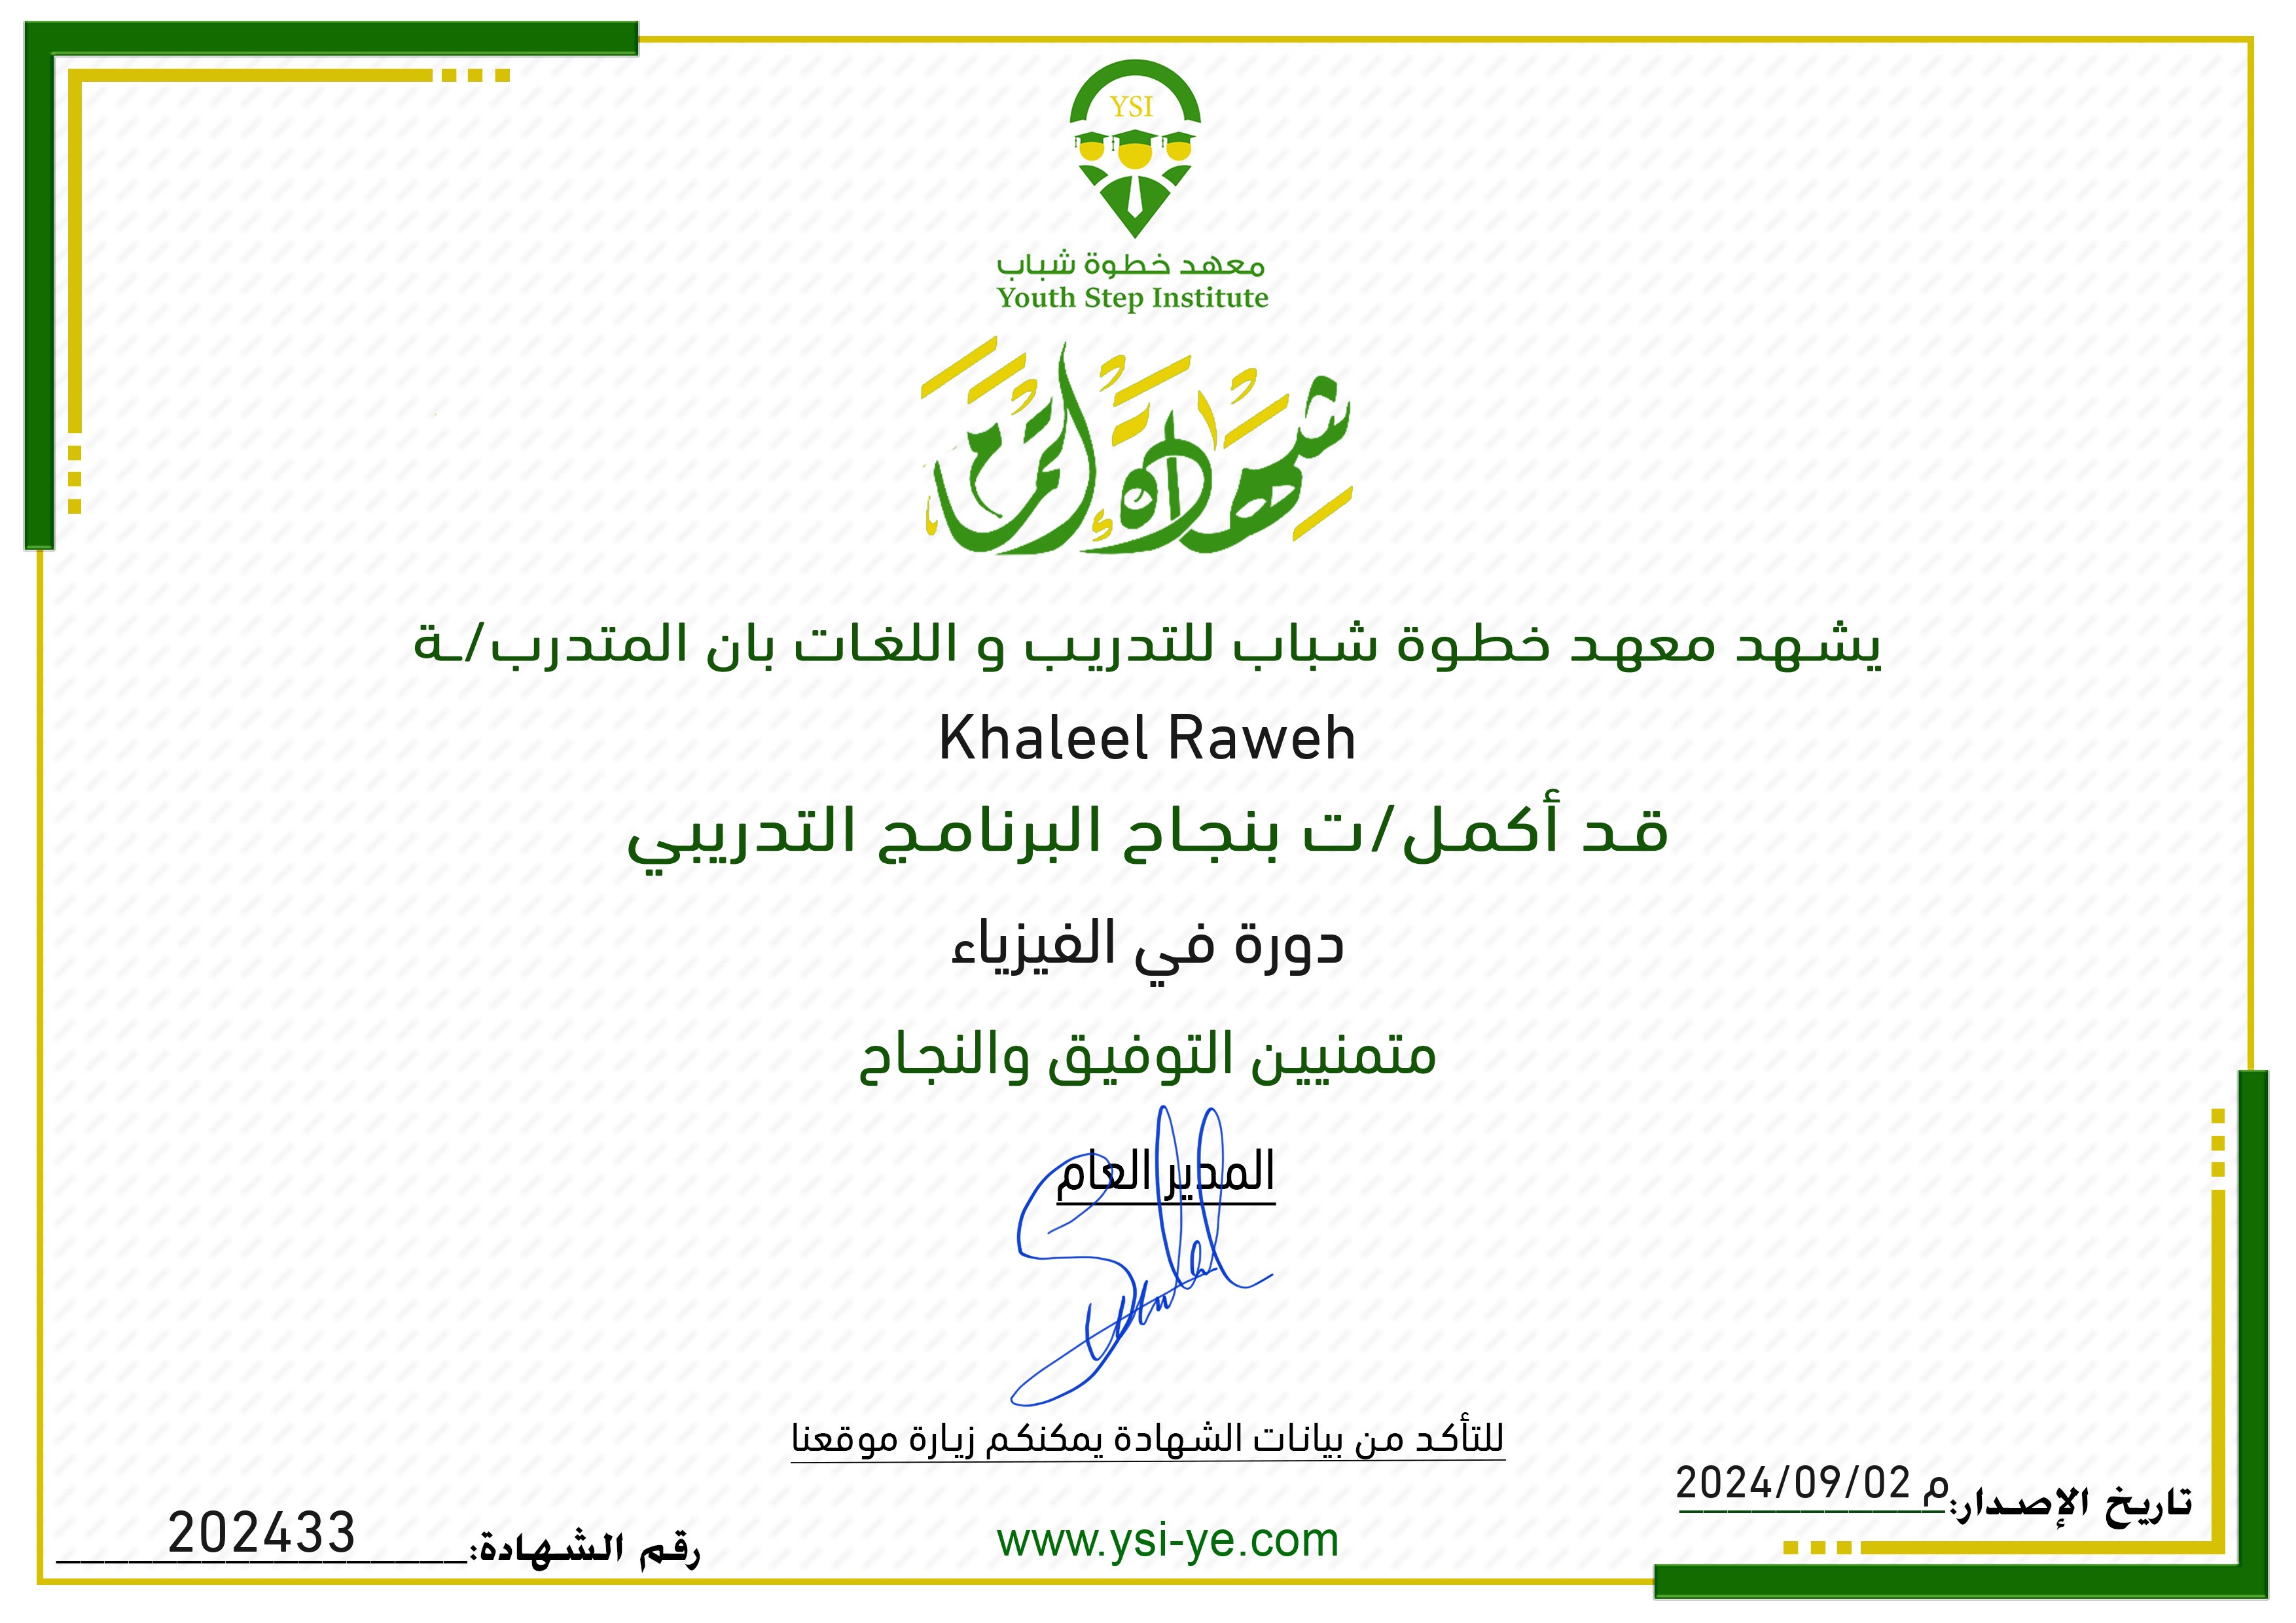 YSI
معهد خطوة شباب
Youth Step Institute
شهادة إتمام
يشهد معهد خطوة شباب للتدريب و اللغات بان المتدرب/ـة
Khaleel Raweh
قد أكمل/ت بنجاح البرنامج التدريبي
دورة في الفيزياء
متمنيين التوفيق والنجاح
المدير العام
للتأكد من بيانات الشهادة يمكنكم زيارة موقعنا
تاريخ الإصدار: م 2024/09/02
www.ysi-ye.com
رقم الشهادة: 202433